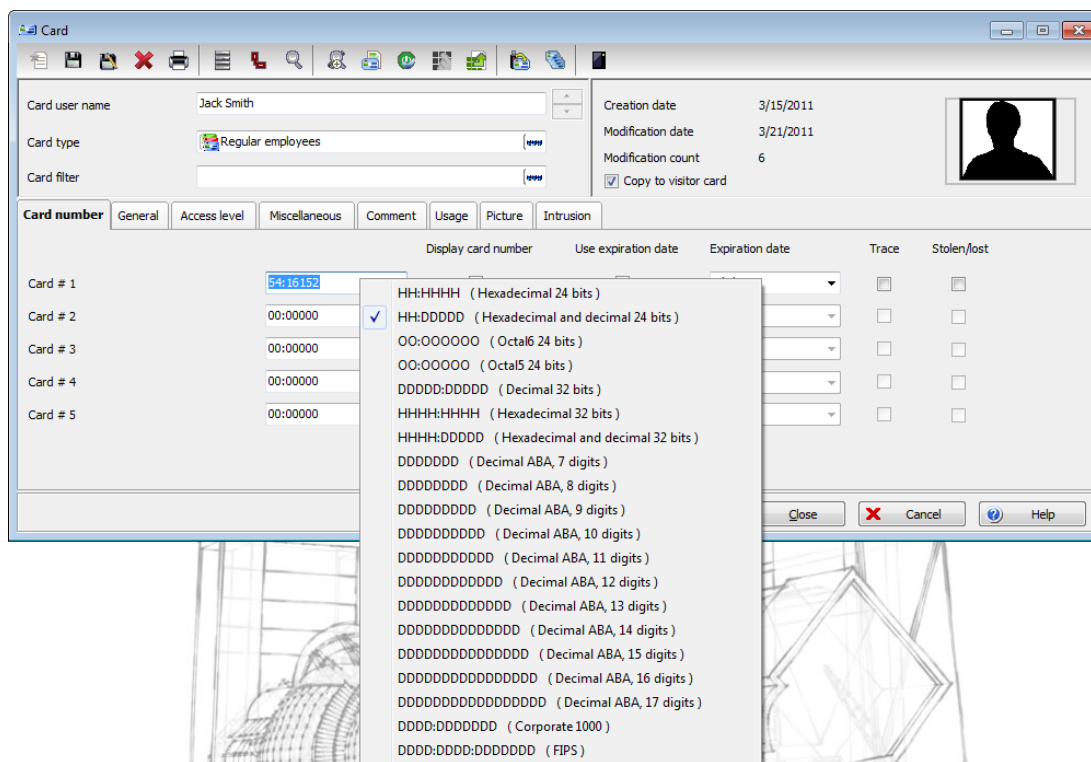 Card
Card user name
Jack Smith
Card type
Regular employees
Card filter
Creation date 3/15/2011
Modification date 3/21/2011
Modification count 6
Copy to visitor card
Card number General Access level Miscellaneous Comment Usage Picture Intrusion
Display card number Use expiration date Expiration date Trace Stolen/lost
Card # 1 54:16152
Card # 2 00:00000
Card # 3 00:00000
Card # 4 00:00000
Card # 5 00:00000
HH:HHHH ( Hexadecimal 24 bits )
HH:DDDDD ( Hexadecimal and decimal 24 bits )
OO:OOOOOO ( Octal6 24 bits )
OO:OOOOO ( Octal5 24 bits )
DDDDD:DDDDD ( Decimal 32 bits )
HHHH:HHHH ( Hexadecimal 32 bits )
HHHH:DDDDD ( Hexadecimal and decimal 32 bits )
DDDDDDD ( Decimal ABA, 7 digits )
DDDDDDDD ( Decimal ABA, 8 digits )
DDDDDDDDD ( Decimal ABA, 9 digits )
DDDDDDDDDD ( Decimal ABA, 10 digits )
DDDDDDDDDDD ( Decimal ABA, 11 digits )
DDDDDDDDDDDD ( Decimal ABA, 12 digits )
DDDDDDDDDDDDD ( Decimal ABA, 13 digits )
DDDDDDDDDDDDDD ( Decimal ABA, 14 digits )
DDDDDDDDDDDDDDD ( Decimal ABA, 15 digits )
DDDDDDDDDDDDDDDD ( Decimal ABA, 16 digits )
DDDDDDDDDDDDDDDDD ( Decimal ABA, 17 digits )
DDDD:DDDDDDD ( Corporate 1000 )
DDDD:DDDD:DDDDDDD ( FIPS )
Close Cancel Help